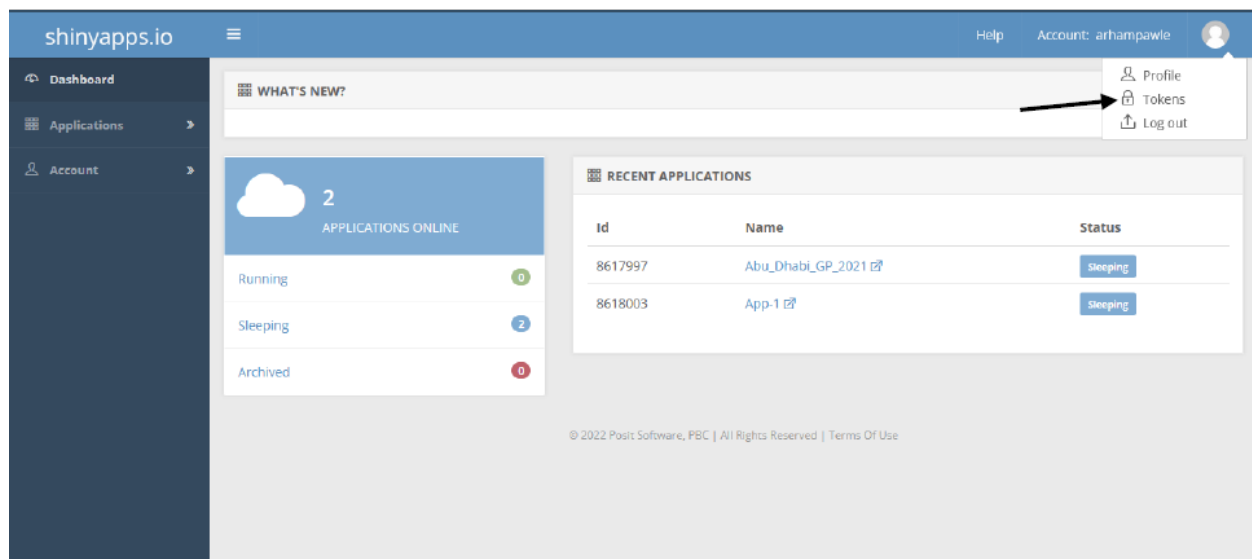 shinyapps.io
Help Account: arhampawle
Profile
Tokens
Log out
Dashboard
Applications
Account
WHAT'S NEW?
2
APPLICATIONS ONLINE
Running 0
Sleeping 2
Archived 0
RECENT APPLICATIONS
Id Name Status
8617997 Abu_Dhabi_GP_2021 Sleeping
8618003 App-1 Sleeping
© 2022 Posit Software, PBC | All Rights Reserved | Terms Of Use